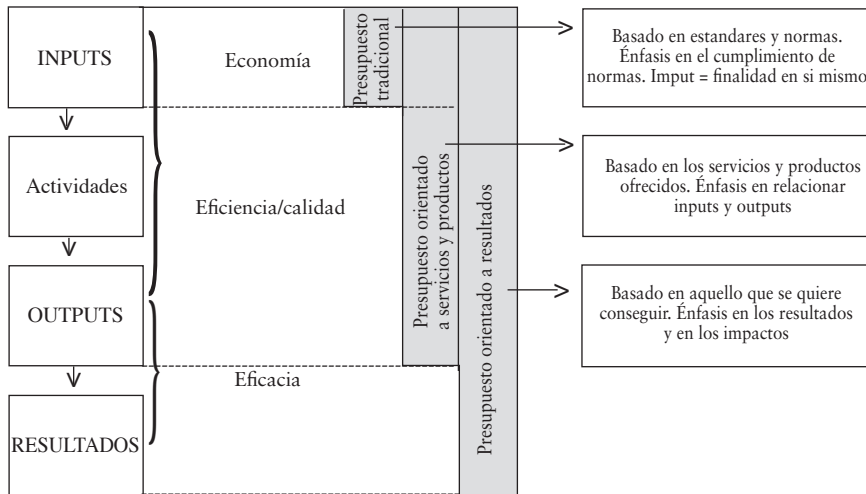 INPUTS
Actividades
OUTPUTS
RESULTADOS
Economía
Eficiencia/calidad
Eficacia
Presupuesto
tradicional
Presupuesto orientado
a servicios y productos
Presupuesto orientado a resultados
Basado en estandares y normas.
Énfasis en el cumplimiento de
normas. Imput = finalidad en si mismo
Basado en los servicios y productos
ofrecidos. Énfasis en relacionar
inputs y outputs
Basado en aquello que se quiere
conseguir. Énfasis en los resultados
y en los impactos